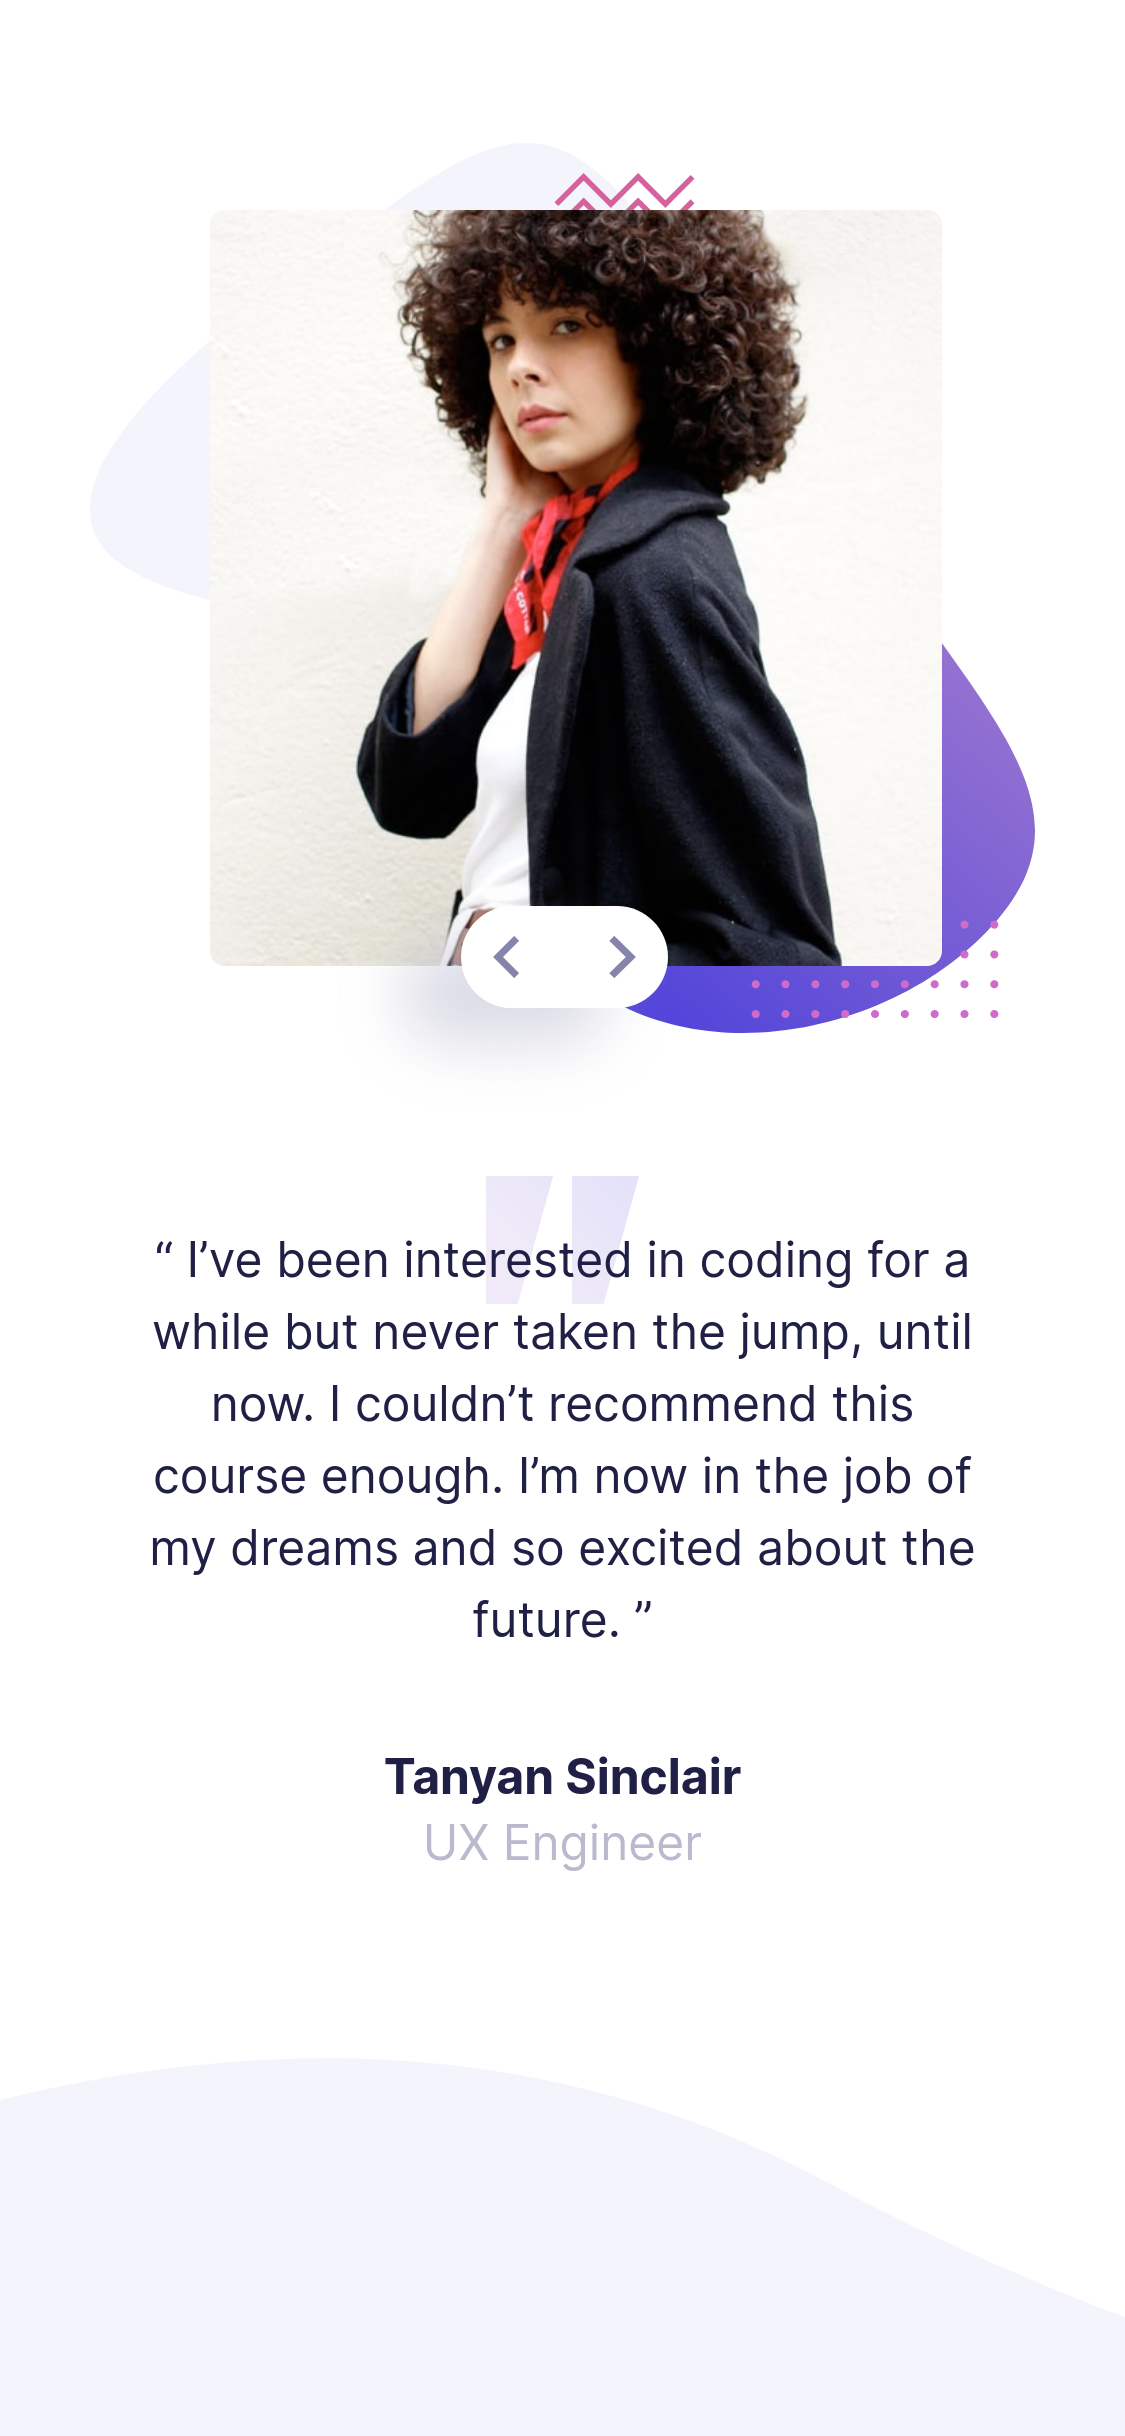 “ I’ve been interested in coding for a
while but never taken the jump, until
now. I couldn’t recommend this
course enough. I’m now in the job of
my dreams and so excited about the
future. ”
Tanyan Sinclair
UX Engineer